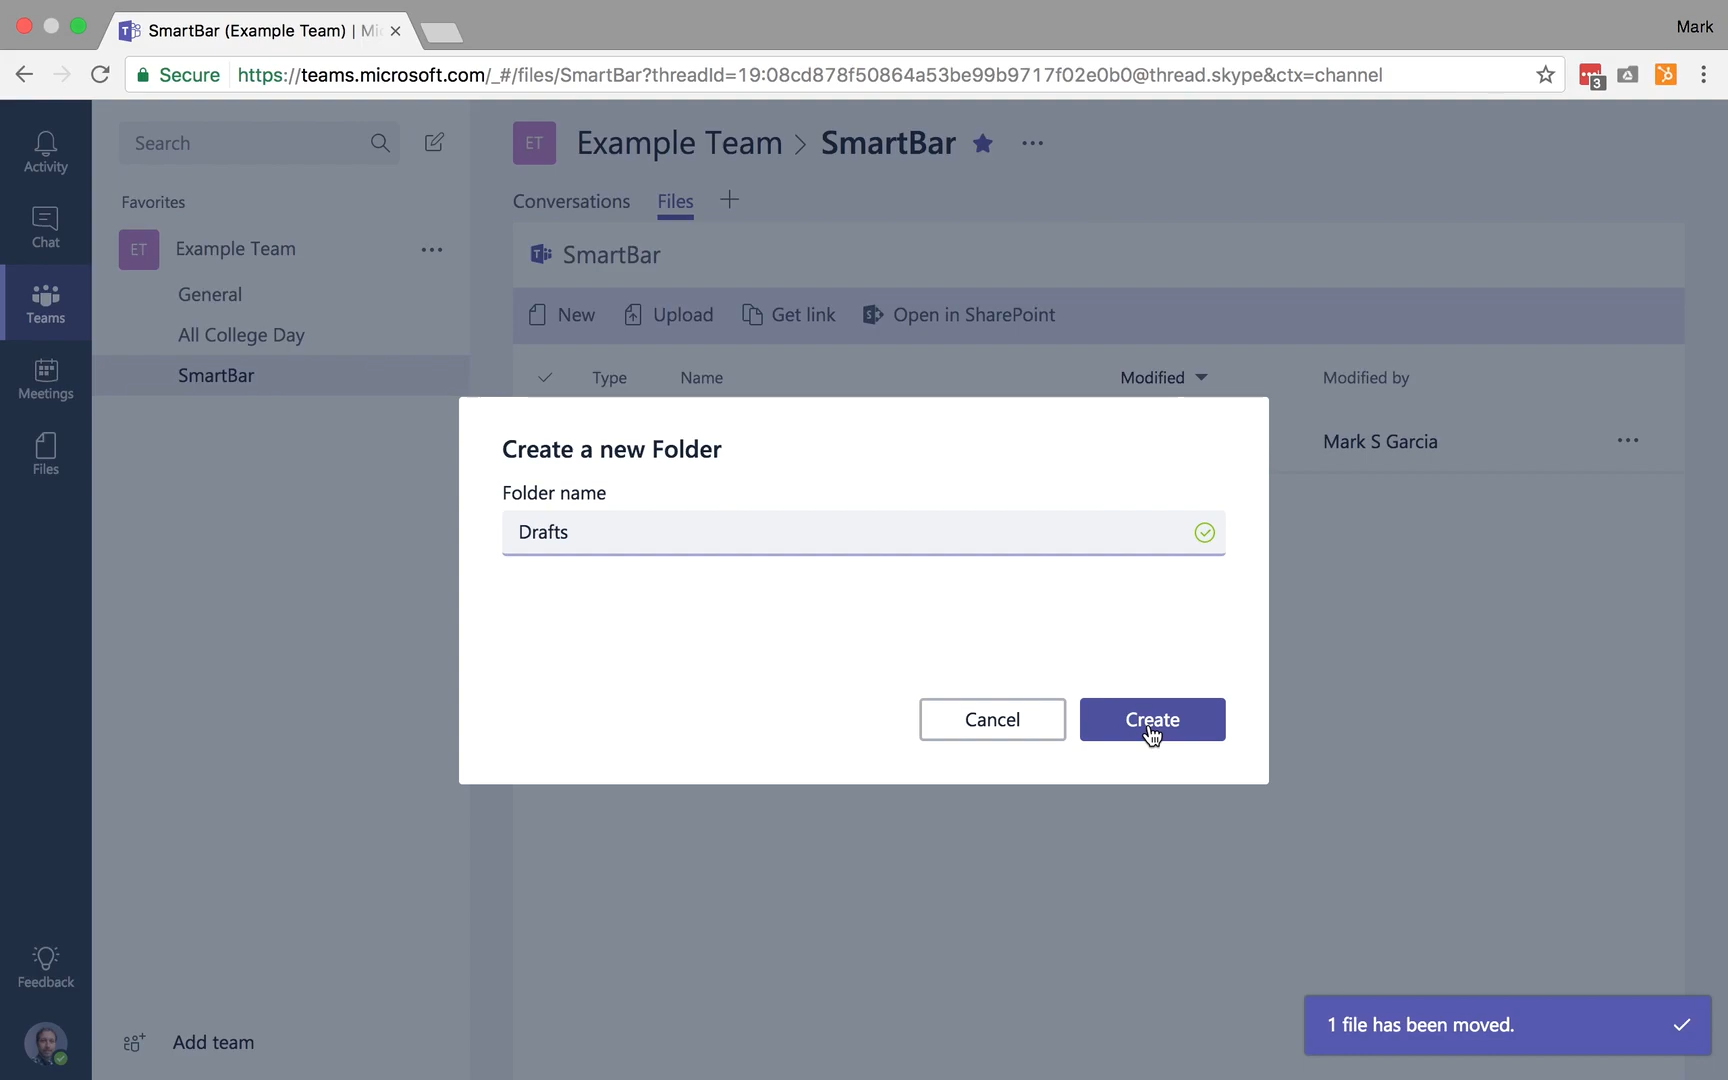 SmartBar (Example Team) | Mi
Mark
Secure https://teams.microsoft.com/_#/files/SmartBar?threadId=19:08cd878f50864a53be99b9717f02e0b0@thread.skype&ctx=channel
3
Activity
Chat
Teams
Meetings
Files
Feedback
Search
Favorites
ET Example Team
General
All College Day
SmartBar
Add team
ET Example Team > SmartBar
Conversations Files
SmartBar
New Upload Get link Open in SharePoint
Type Name Modified Modified by
Mark S Garcia
Create a new Folder
Folder name
Drafts
Cancel Create
1 file has been moved.